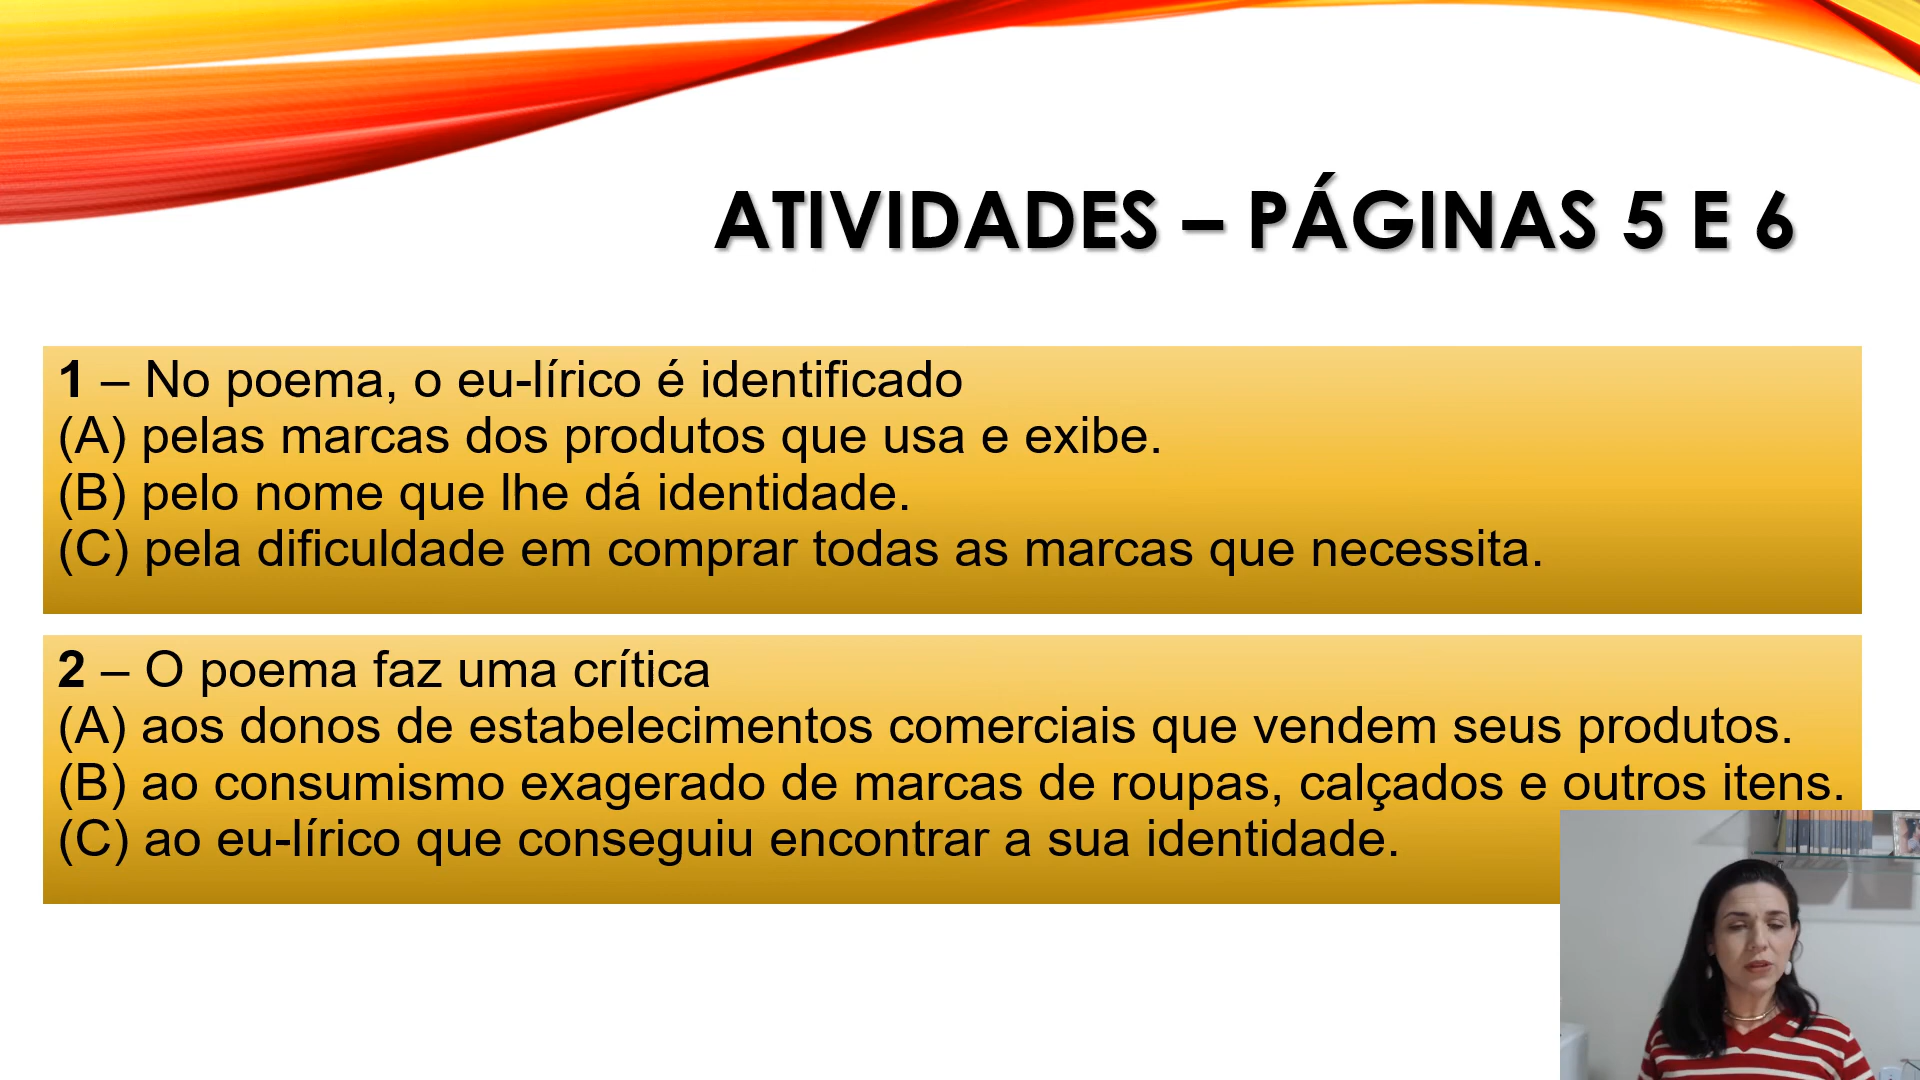 ATIVIDADES – PÁGINAS 5 E 6
1 – No poema, o eu-lírico é identificado
(A) pelas marcas dos produtos que usa e exibe.
(B) pelo nome que lhe dá identidade.
(C) pela dificuldade em comprar todas as marcas que necessita.
2 – O poema faz uma crítica
(A) aos donos de estabelecimentos comerciais que vendem seus produtos.
(B) ao consumismo exagerado de marcas de roupas, calçados e outros itens.
(C) ao eu-lírico que conseguiu encontrar a sua identidade.